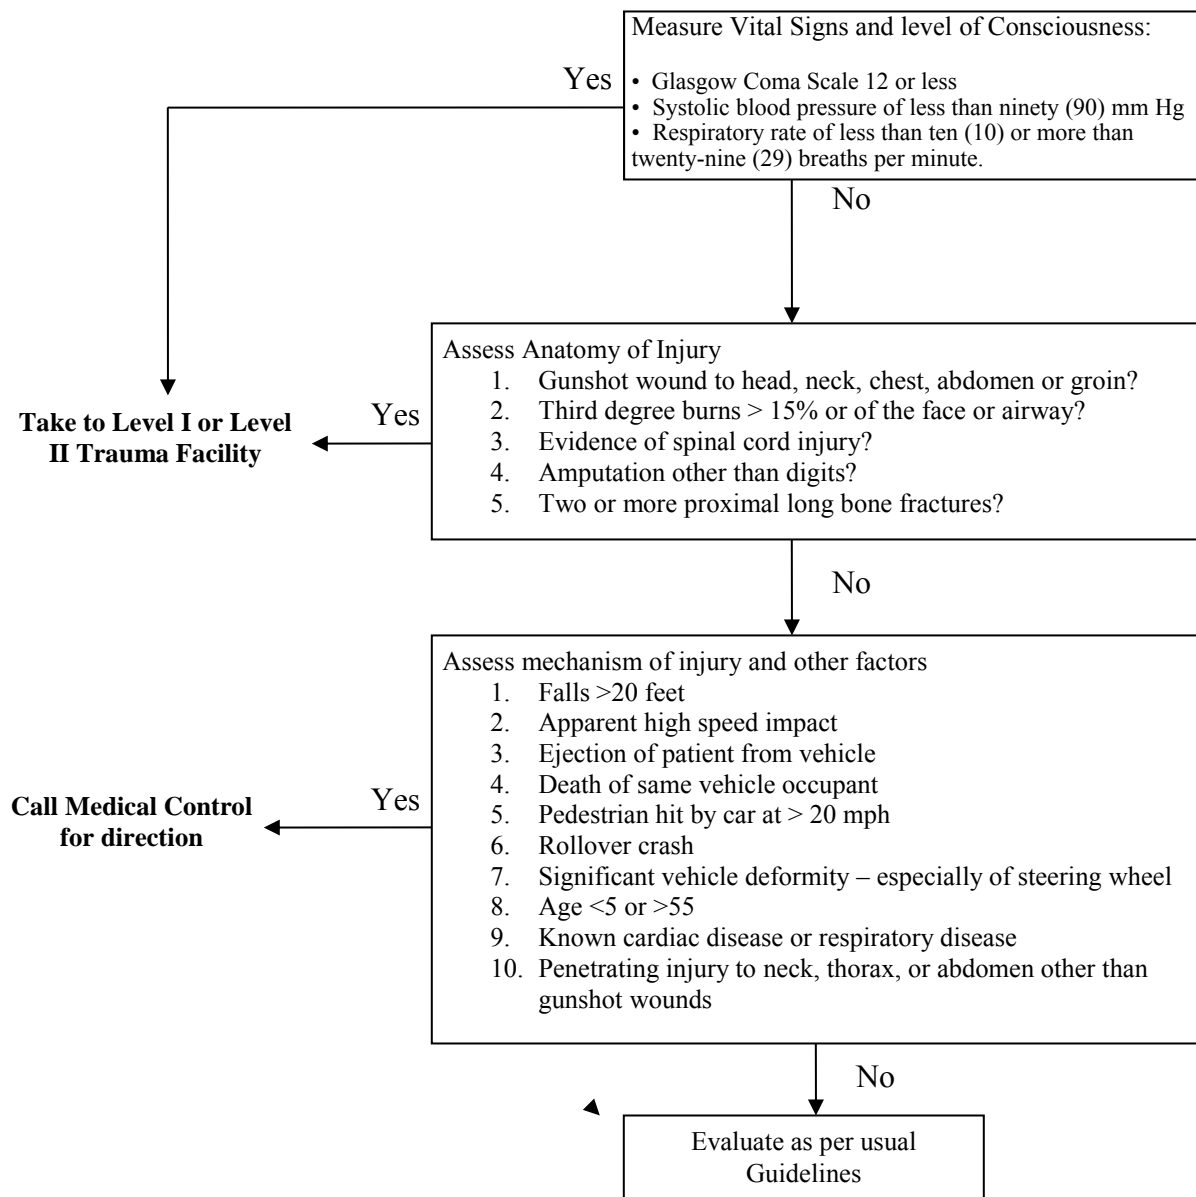 Measure Vital Signs and level of Consciousness:
• Glasgow Coma Scale 12 or less
• Systolic blood pressure of less than ninety (90) mm Hg
• Respiratory rate of less than ten (10) or more than
twenty-nine (29) breaths per minute.
Yes
No
Assess Anatomy of Injury
1. Gunshot wound to head, neck, chest, abdomen or groin?
2. Third degree burns > 15% or of the face or airway?
3. Evidence of spinal cord injury?
4. Amputation other than digits?
5. Two or more proximal long bone fractures?
Yes
Take to Level I or Level
II Trauma Facility
No
Assess mechanism of injury and other factors
1. Falls >20 feet
2. Apparent high speed impact
3. Ejection of patient from vehicle
4. Death of same vehicle occupant
5. Pedestrian hit by car at > 20 mph
6. Rollover crash
7. Significant vehicle deformity – especially of steering wheel
8. Age <5 or >55
9. Known cardiac disease or respiratory disease
10. Penetrating injury to neck, thorax, or abdomen other than
gunshot wounds
Yes
Call Medical Control
for direction
No
Evaluate as per usual
Guidelines